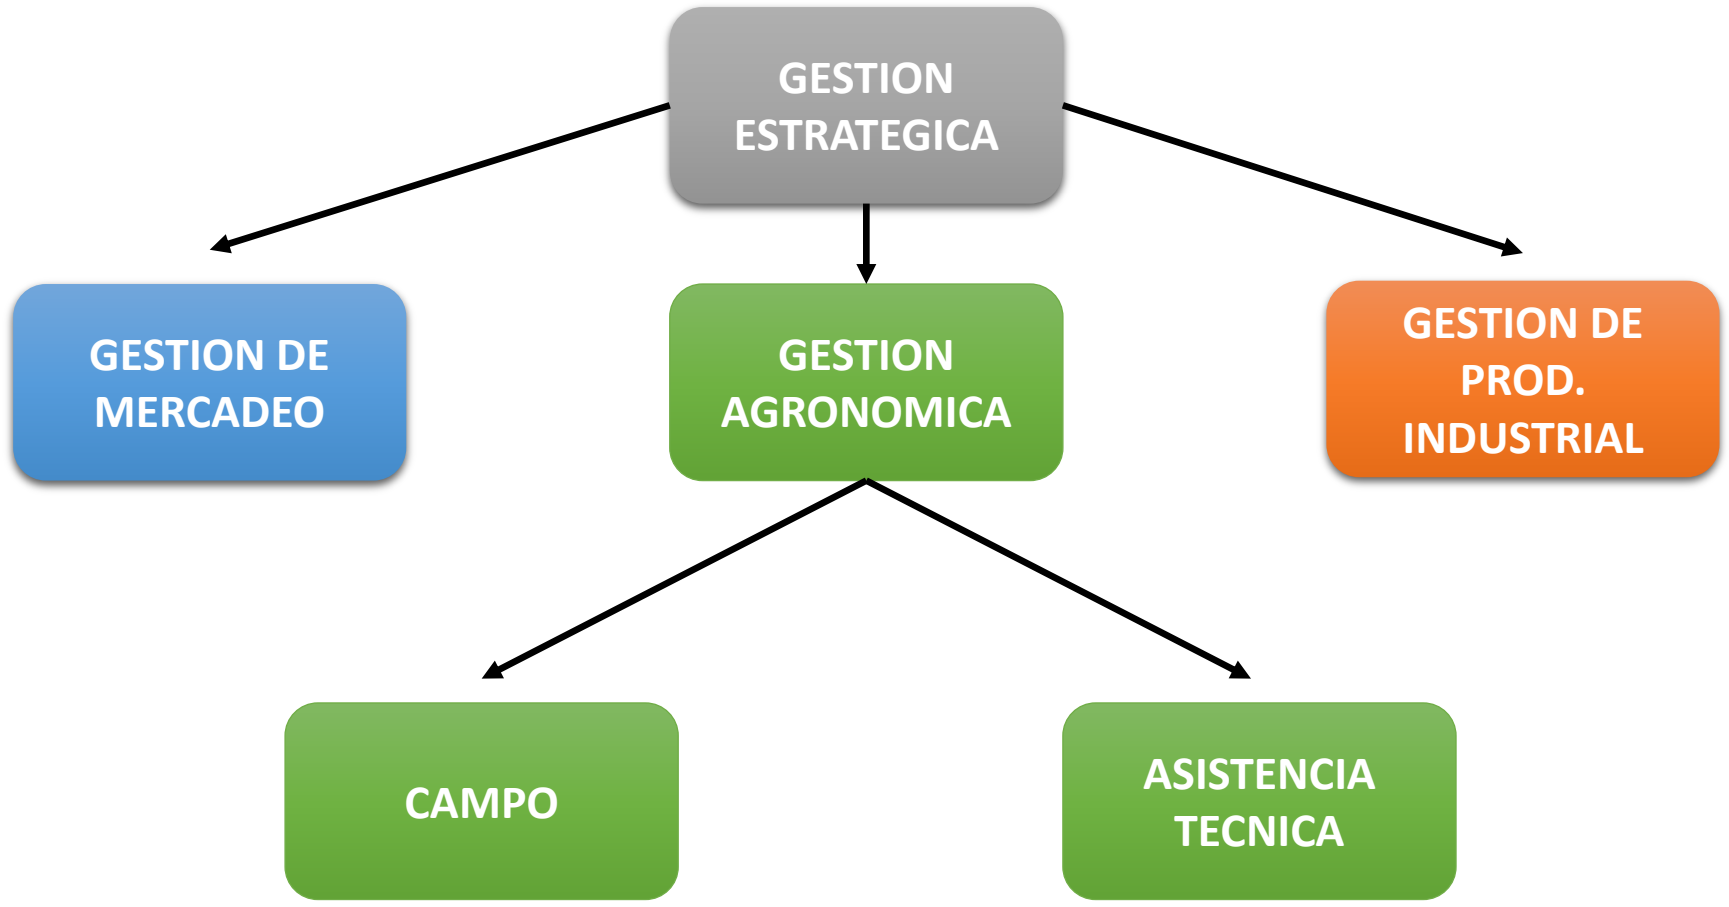 GESTION
ESTRATEGICA
GESTION DE
MERCADEO
GESTION
AGRONOMICA
GESTION DE
PROD.
INDUSTRIAL
CAMPO
ASISTENCIA
TECNICA